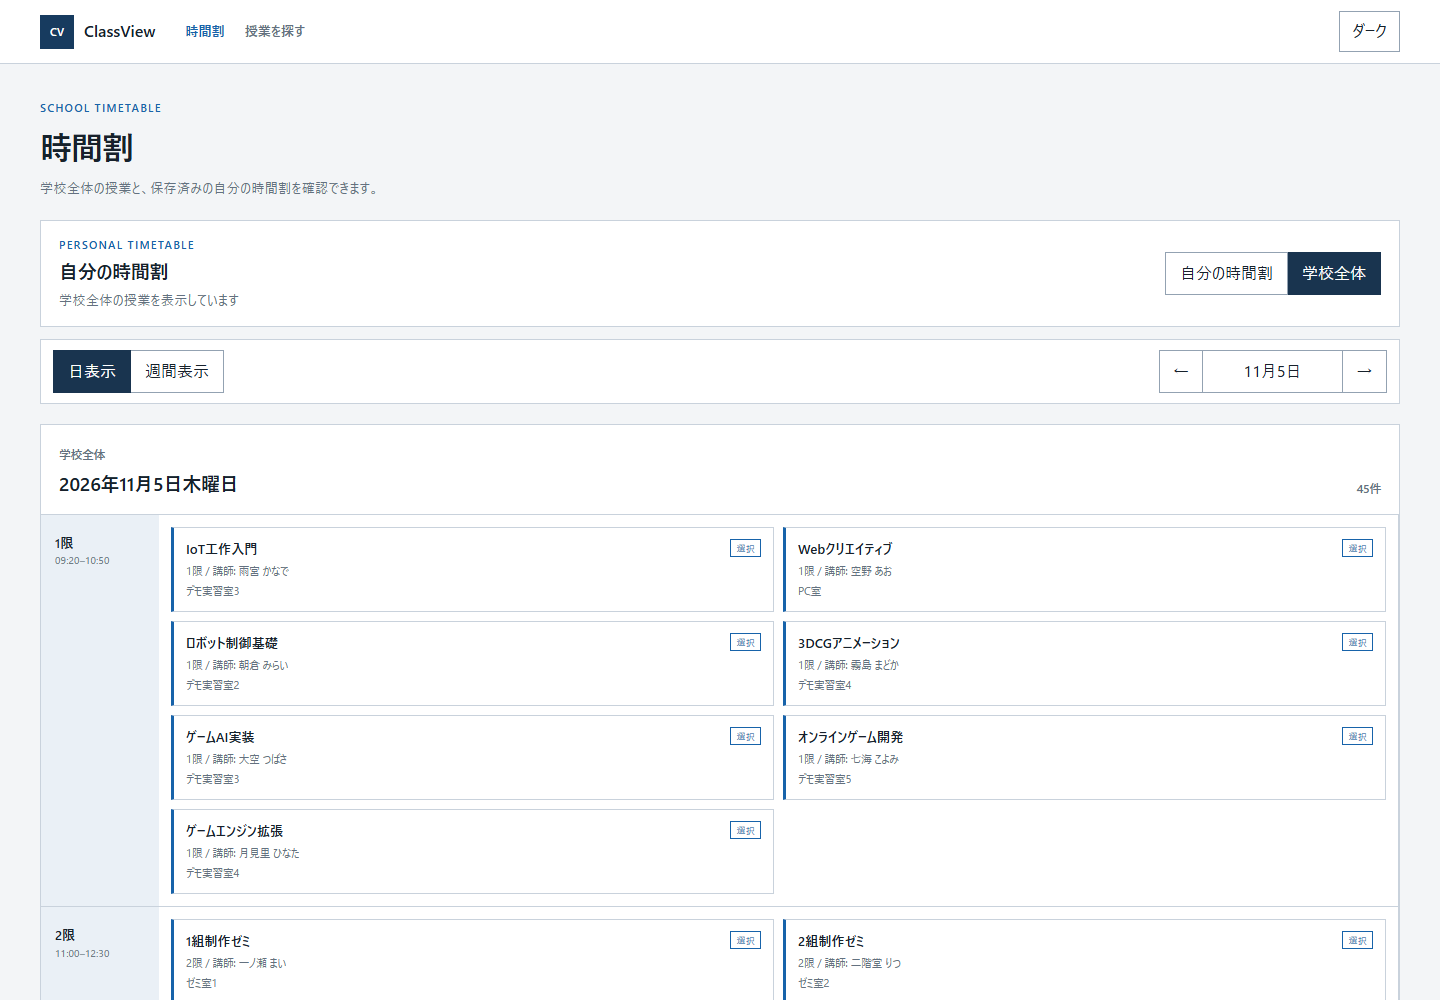 CV ClassView 時間割 授業を探す ダーク
SCHOOL TIMETABLE
時間割
学校全体の授業と、保存済みの自分の時間割を確認できます。
PERSONAL TIMETABLE
自分の時間割
学校全体の授業を表示しています
自分の時間割 学校全体
日表示 週間表示 ← 11月5日 →
学校全体
2026年11月5日木曜日
45件
1限
09:20–10:50
IoT工作入門 選択
1限 / 講師: 雨宮 かなで
デモ実習室3
Webクリエイティブ 選択
1限 / 講師: 空野 あお
PC室
ロボット制御基礎 選択
1限 / 講師: 朝倉 みらい
デモ実習室2
3DCGアニメーション 選択
1限 / 講師: 霧島 まどか
デモ実習室4
ゲームAI実装 選択
1限 / 講師: 大空 つばさ
デモ実習室3
オンラインゲーム開発 選択
1限 / 講師: 七海 こよみ
デモ実習室5
ゲームエンジン拡張 選択
1限 / 講師: 月見里 ひなた
デモ実習室4
2限
11:00–12:30
1組制作ゼミ 選択
2限 / 講師: 一ノ瀬 まい
ゼミ室1
2組制作ゼミ 選択
2限 / 講師: 二階堂 りつ
ゼミ室2